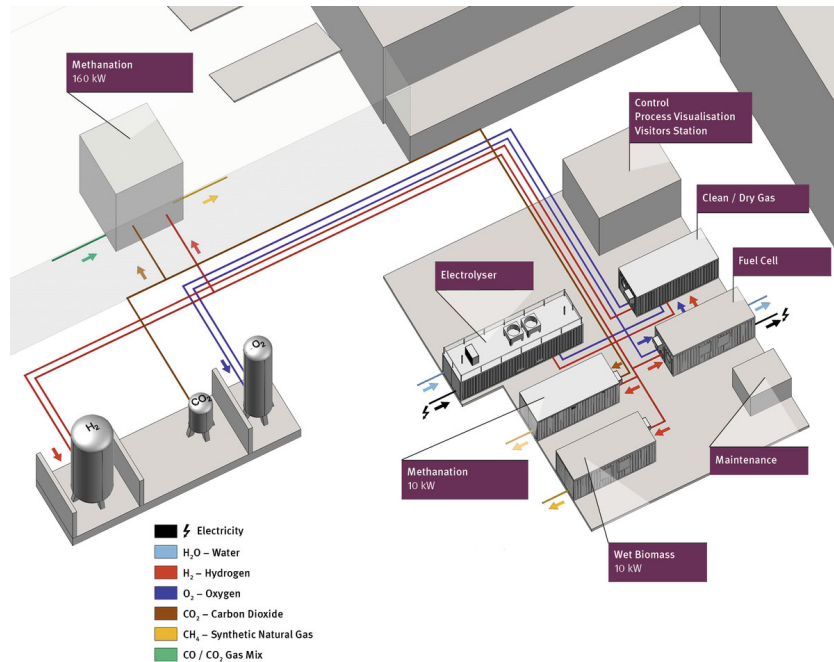 Methanation
160 kW
Control
Process Visualisation
Visitors Station
Clean / Dry Gas
Fuel Cell
Electrolyser
O₂
CO₂
H₂
Methanation
10 kW
Maintenance
Wet Biomass
10 kW
Electricity
H₂O – Water
H₂ – Hydrogen
O₂ – Oxygen
CO₂ – Carbon Dioxide
CH₄ – Synthetic Natural Gas
CO / CO₂ Gas Mix